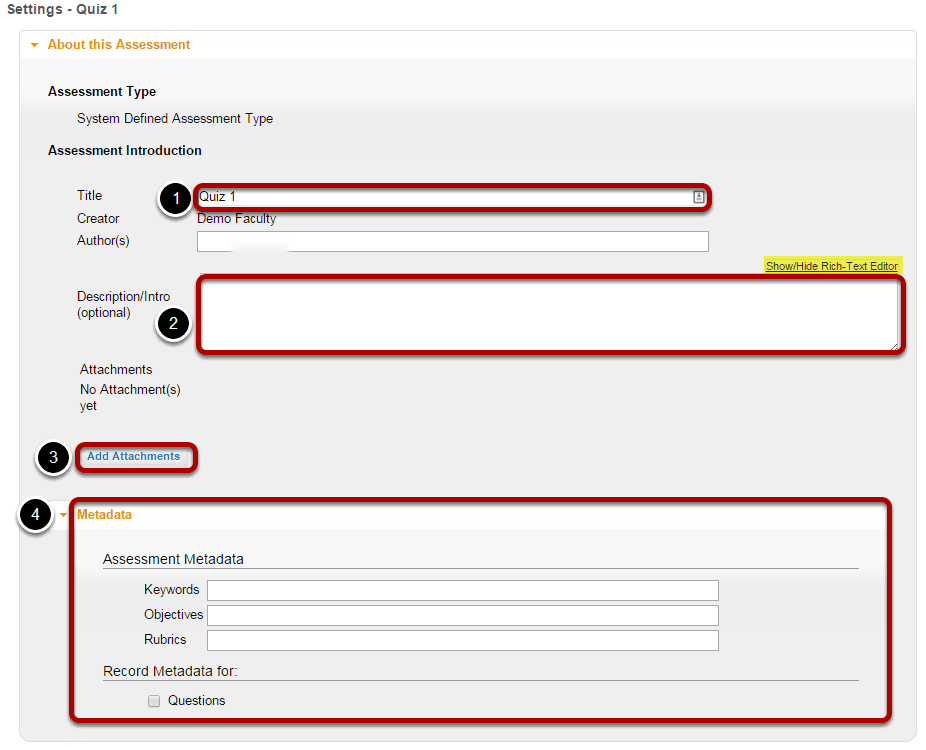 Settings - Quiz 1
About this Assessment
Assessment Type
System Defined Assessment Type
Assessment Introduction
Title 1 Quiz 1
Creator Demo Faculty
Author(s)
Show/Hide Rich-Text Editor
Description/Intro
(optional)
2
Attachments
No Attachment(s)
yet
3 Add Attachments
4 Metadata
Assessment Metadata
Keywords
Objectives
Rubrics
Record Metadata for:
Questions